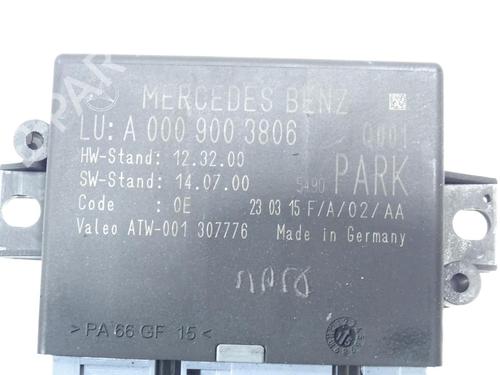 MERCEDES BENZ
LU: A 000 900 3806 Q001
HW-Stand: 12.32.00
SW-Stand: 14.07.00 5490 PARK
Code : 0E 23 03 15 F/A/02/AA
Valeo ATW-001 307776 Made in Germany
>PA 66 GF 15<